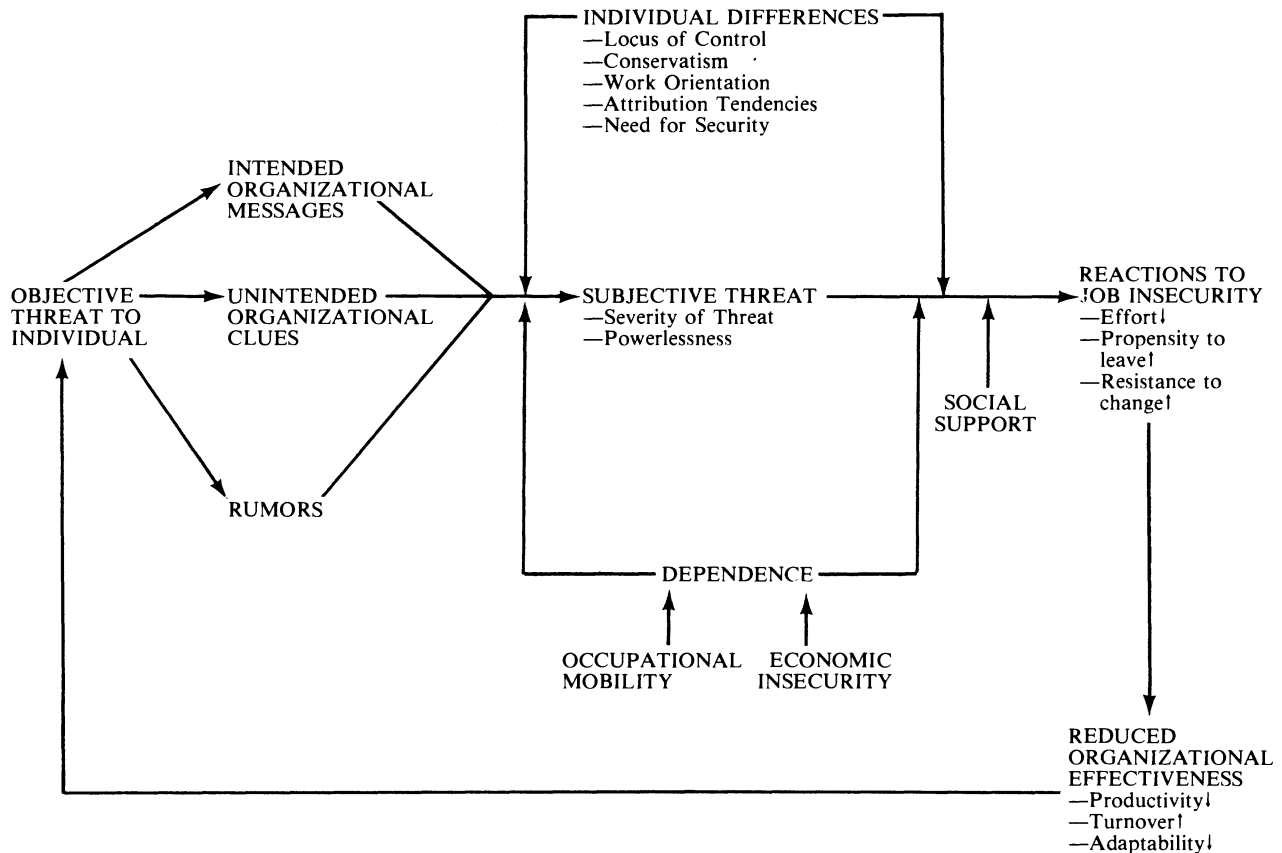 INDIVIDUAL DIFFERENCES
—Locus of Control
—Conservatism
—Work Orientation
—Attribution Tendencies
—Need for Security
INTENDED
ORGANIZATIONAL
MESSAGES
OBJECTIVE
THREAT TO
INDIVIDUAL
UNINTENDED
ORGANIZATIONAL
CLUES
RUMORS
SUBJECTIVE THREAT
—Severity of Threat
—Powerlessness
SOCIAL
SUPPORT
REACTIONS TO
JOB INSECURITY
—Effort↓
—Propensity to
leave↑
—Resistance to
change↑
DEPENDENCE
OCCUPATIONAL
MOBILITY
ECONOMIC
INSECURITY
REDUCED
ORGANIZATIONAL
EFFECTIVENESS
—Productivity↓
—Turnover↑
—Adaptability↓